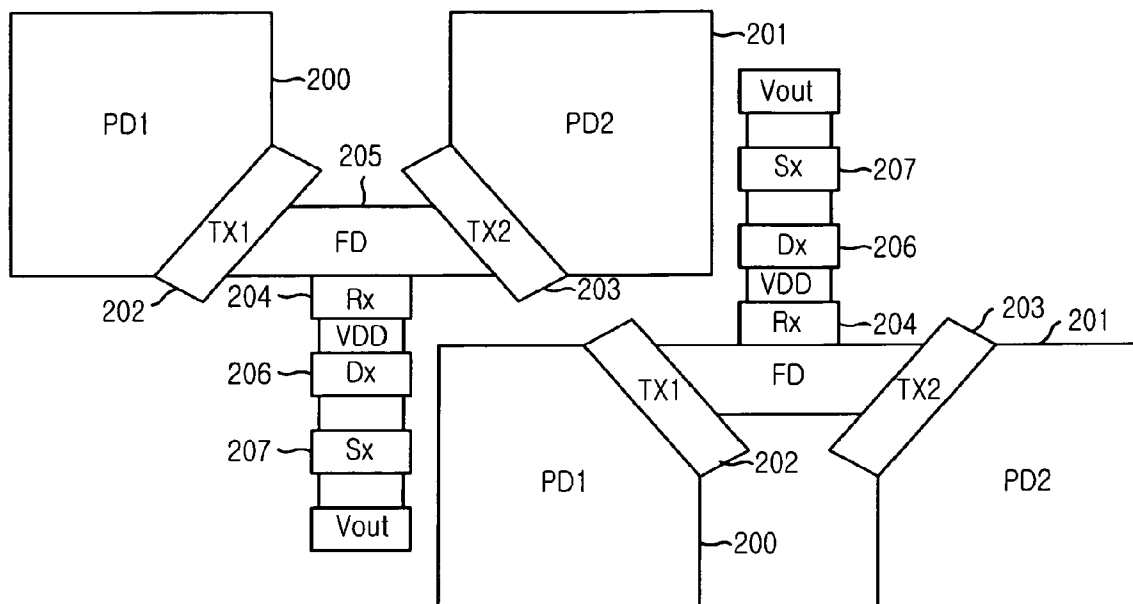 PD1
200
PD2
201
TX1
202
205
FD
TX2
203
204
Rx
VDD
206
Dx
207
Sx
Vout
Vout
Sx
207
Dx
206
VDD
Rx
204
203
201
TX1
202
FD
TX2
PD1
200
PD2